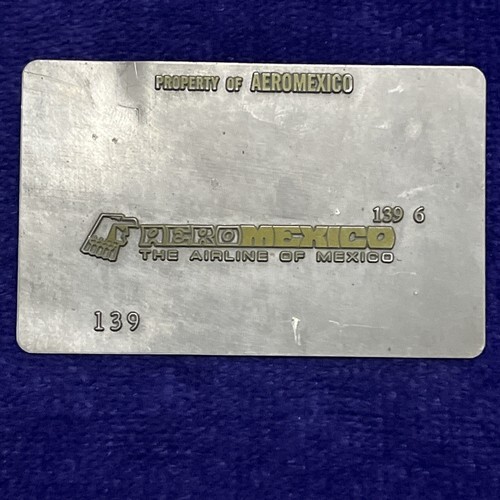 PROPERTY OF AEROMEXICO
139 6
AEROMEXICO
THE AIRLINE OF MEXICO
139